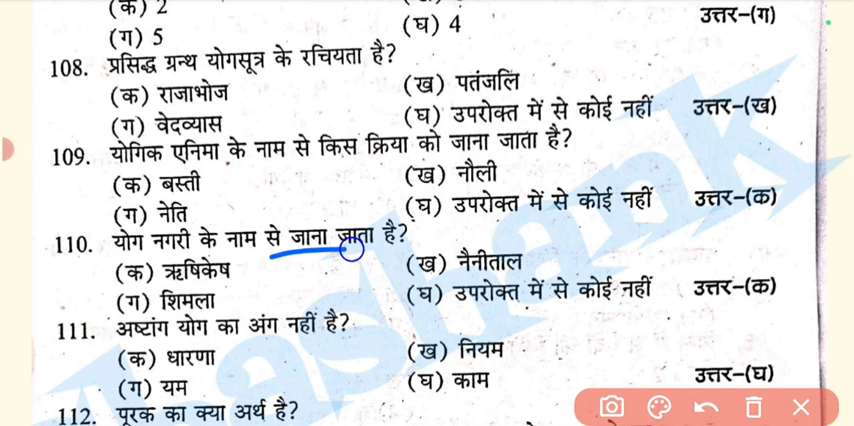 (क) 2
(ग) 5 (घ) 4 उत्तर-(ग)
108. प्रसिद्ध ग्रन्थ योगसूत्र के रचियता है?
(क) राजाभोज (ख) पतंजलि
(ग) वेदव्यास (घ) उपरोक्त में से कोई नहीं उत्तर-(ख)
109. योगिक एनिमा के नाम से किस क्रिया को जाना जाता है?
(क) बस्ती (ख) नौली
(ग) नेति (घ) उपरोक्त में से कोई नहीं उत्तर-(क)
110. योग नगरी के नाम से जाना जाता है?
(क) ऋषिकेष (ख) नैनीताल
(ग) शिमला (घ) उपरोक्त में से कोई नहीं उत्तर-(क)
111. अष्टांग योग का अंग नहीं है?
(क) धारणा (ख) नियम
(ग) यम (घ) काम उत्तर-(घ)
112. पूरक का क्या अर्थ है?